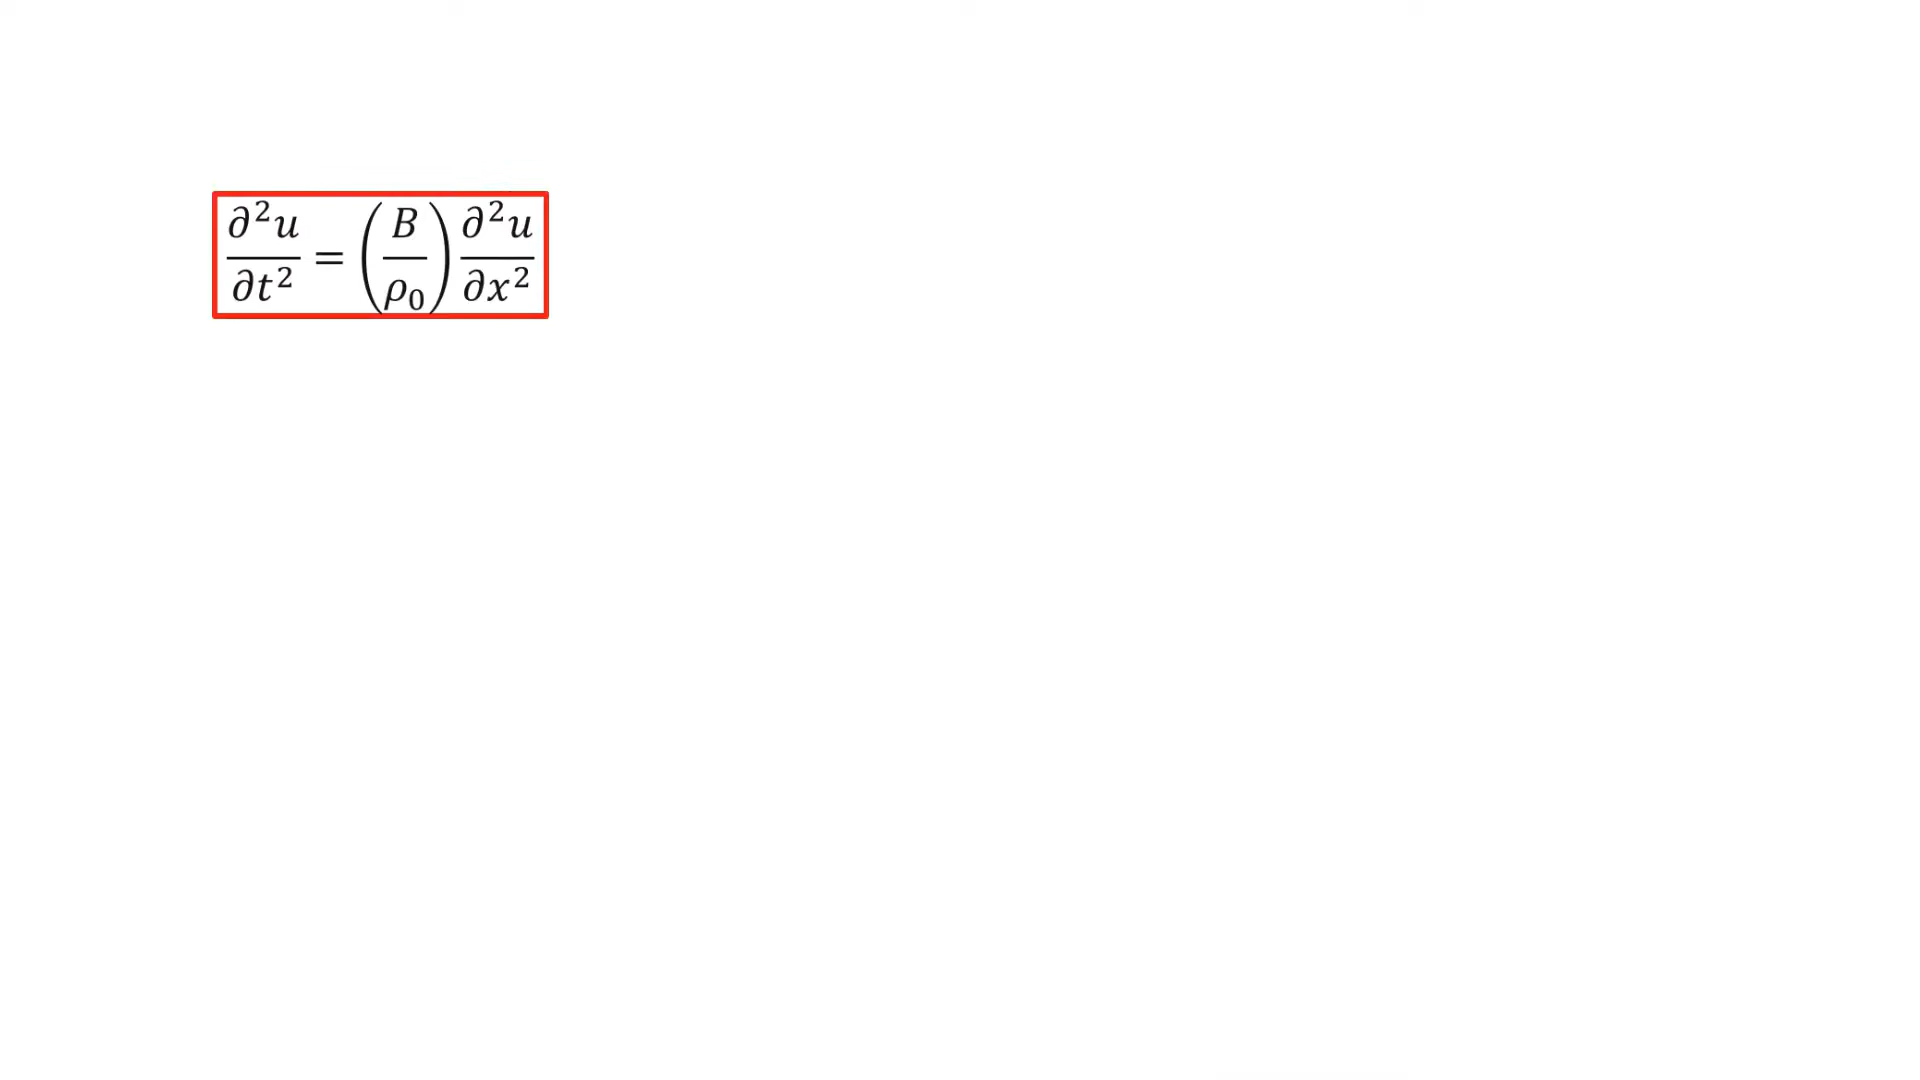 ∂²u/∂t² = (B/ρ₀) ∂²u/∂x²